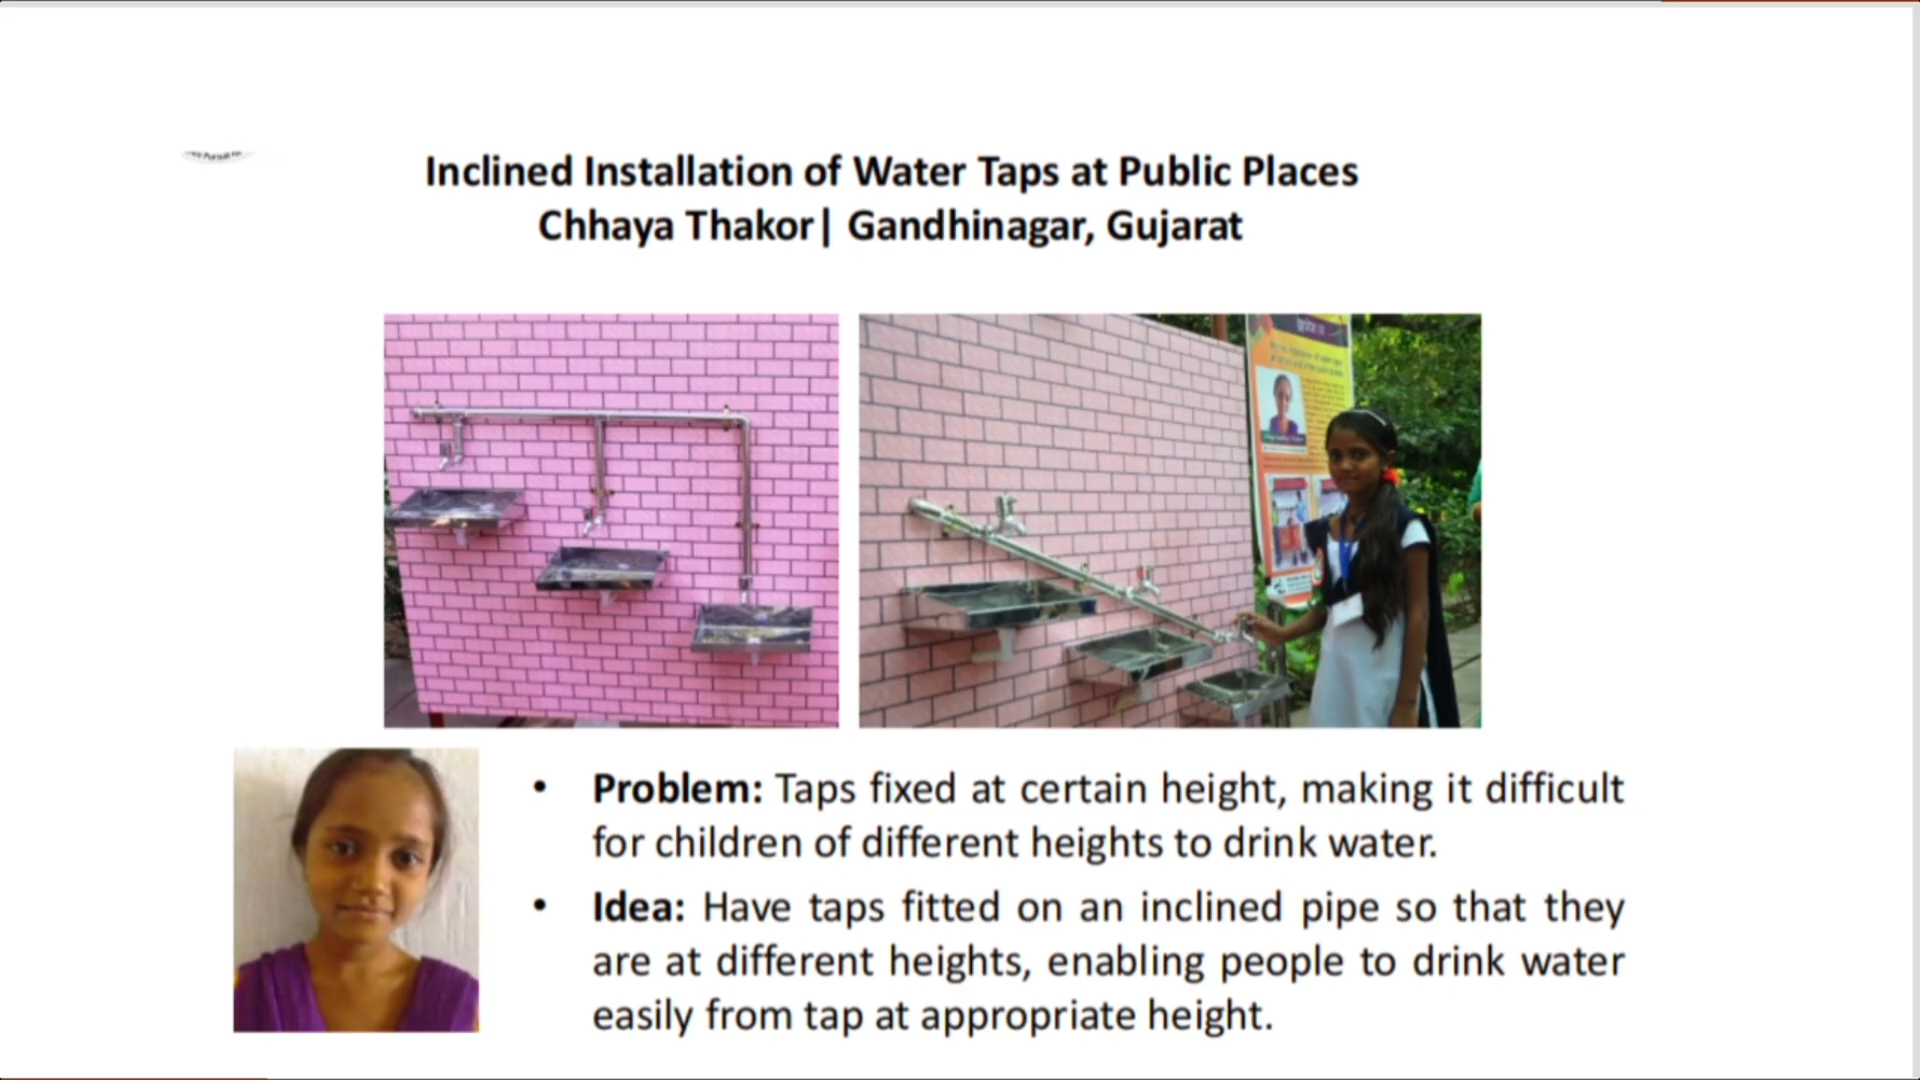 Inclined Installation of Water Taps at Public Places
Chhaya Thakor| Gandhinagar, Gujarat
• Problem: Taps fixed at certain height, making it difficult
for children of different heights to drink water.
• Idea: Have taps fitted on an inclined pipe so that they
are at different heights, enabling people to drink water
easily from tap at appropriate height.